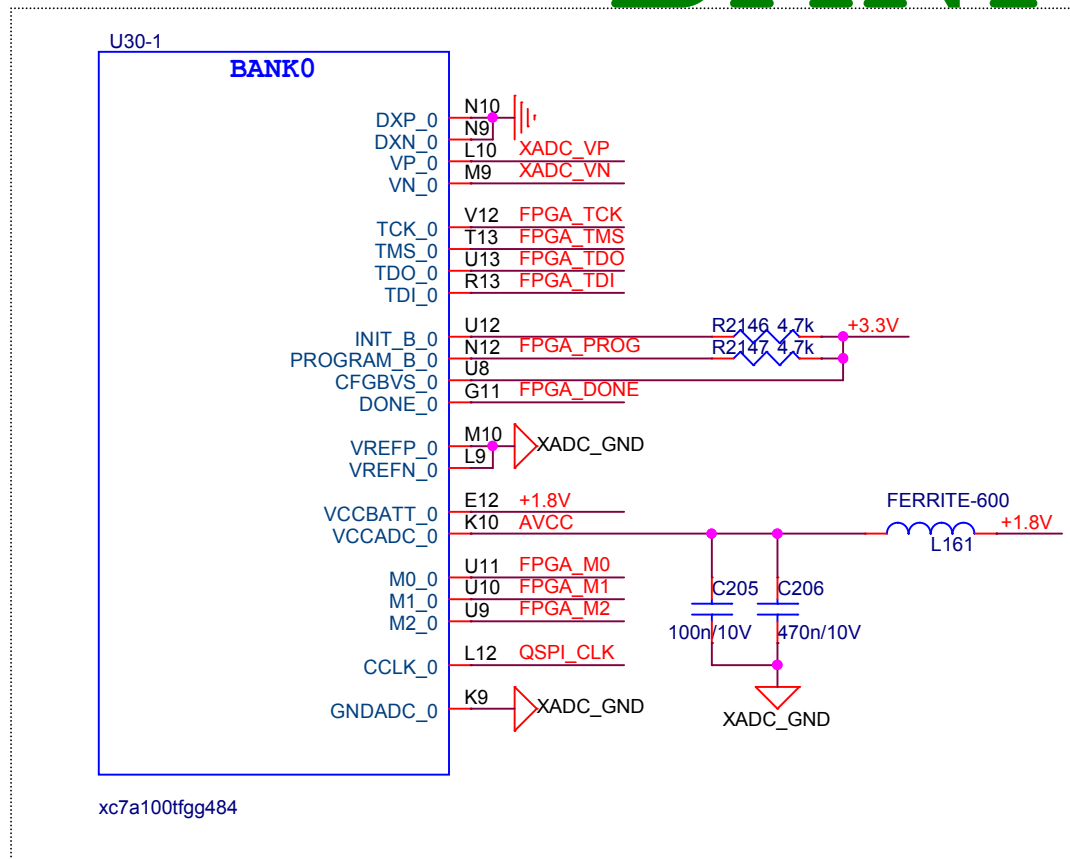 U30-1
BANK0
DXP_0 N10
DXN_0 N9
VP_0 L10 XADC_VP
VN_0 M9 XADC_VN
TCK_0 V12 FPGA_TCK
TMS_0 T13 FPGA_TMS
TDO_0 U13 FPGA_TDO
TDI_0 R13 FPGA_TDI
INIT_B_0 U12 R2146 4.7k +3.3V
PROGRAM_B_0 N12 FPGA_PROG R2147 4.7k
CFGBVS_0 U8
DONE_0 G11 FPGA_DONE
VREFP_0 M10 XADC_GND
VREFN_0 L9
VCCBATT_0 E12 +1.8V FERRITE-600
VCCADC_0 K10 AVCC L161 +1.8V
M0_0 U11 FPGA_M0
M1_0 U10 FPGA_M1 C205 C206
M2_0 U9 FPGA_M2 100n/10V 470n/10V
CCLK_0 L12 QSPI_CLK
GNDADC_0 K9 XADC_GND XADC_GND
xc7a100tfgg484